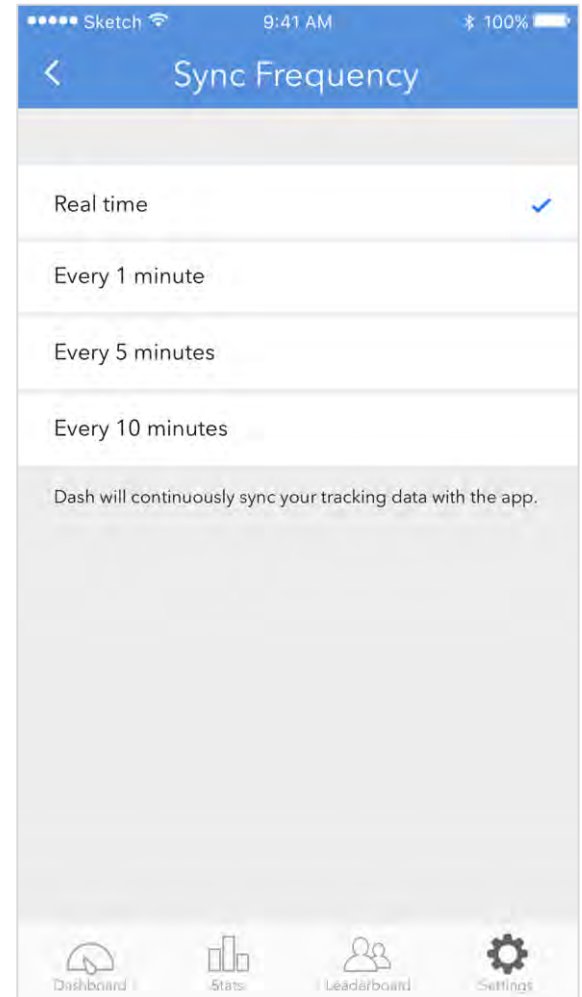 Sketch 9:41 AM 100%
Sync Frequency
Real time
Every 1 minute
Every 5 minutes
Every 10 minutes
Dash will continuously sync your tracking data with the app.
Dashboard Stats Leaderboard Settings